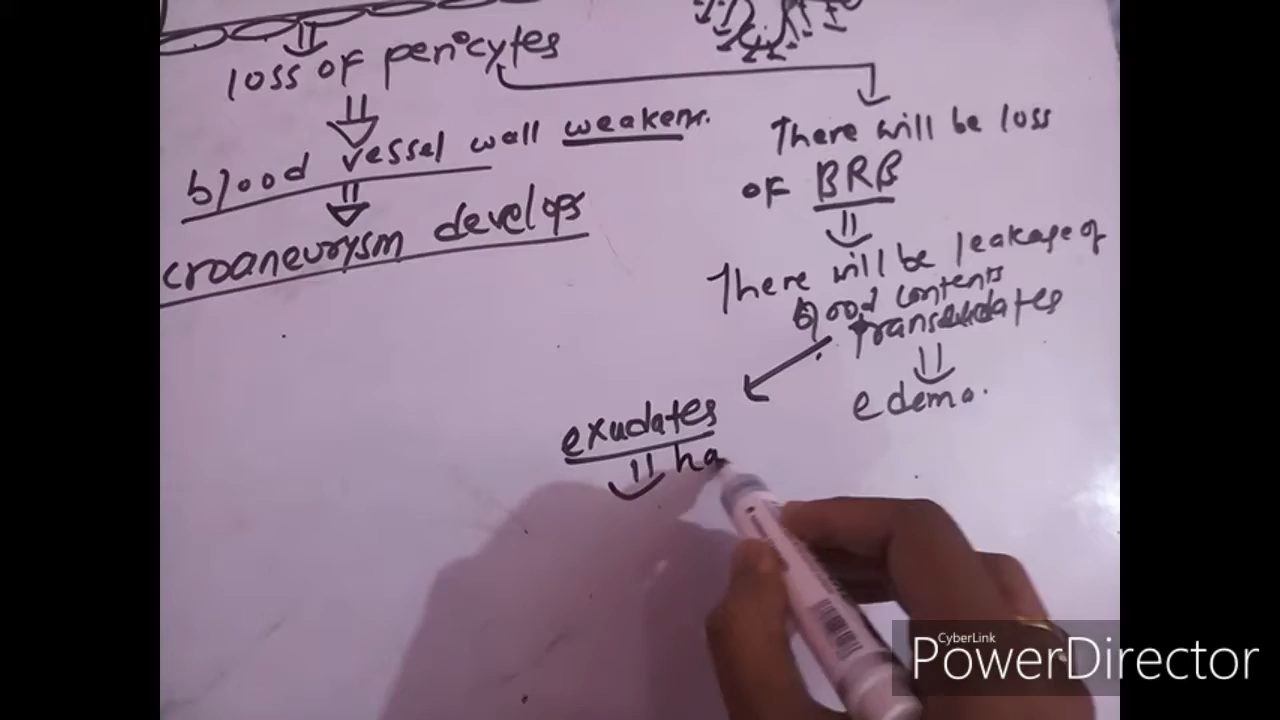 loss of pericytes
blood vessel wall weakens.
croaneurysm develops
There will be loss
of BRB
There will be leakage of
blood contents
transudates
edema.
exudates
ha
CyberLink
PowerDirector